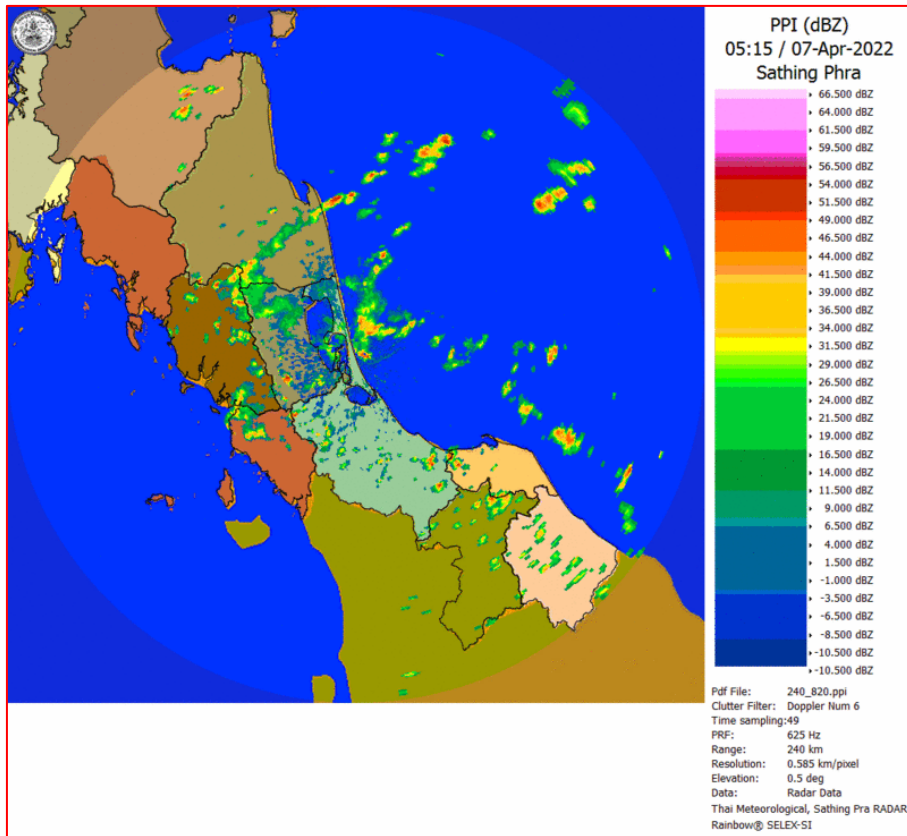 PPI (dBZ)
05:15 / 07-Apr-2022
Sathing Phra
66.500 dBZ
64.000 dBZ
61.500 dBZ
59.500 dBZ
56.500 dBZ
54.000 dBZ
51.500 dBZ
49.000 dBZ
46.500 dBZ
44.000 dBZ
41.500 dBZ
39.000 dBZ
36.500 dBZ
34.000 dBZ
31.500 dBZ
29.000 dBZ
26.500 dBZ
24.000 dBZ
21.500 dBZ
19.000 dBZ
16.500 dBZ
14.000 dBZ
11.500 dBZ
9.000 dBZ
6.500 dBZ
4.000 dBZ
1.500 dBZ
-1.000 dBZ
-3.500 dBZ
-6.500 dBZ
-8.500 dBZ
-10.500 dBZ
-10.500 dBZ
Pdf File: 240_820.ppi
Clutter Filter: Doppler Num 6
Time sampling:49
PRF: 625 Hz
Range: 240 km
Resolution: 0.585 km/pixel
Elevation: 0.5 deg
Data: Radar Data
Thai Meteorological, Sathing Pra RADAR
Rainbow® SELEX-SI